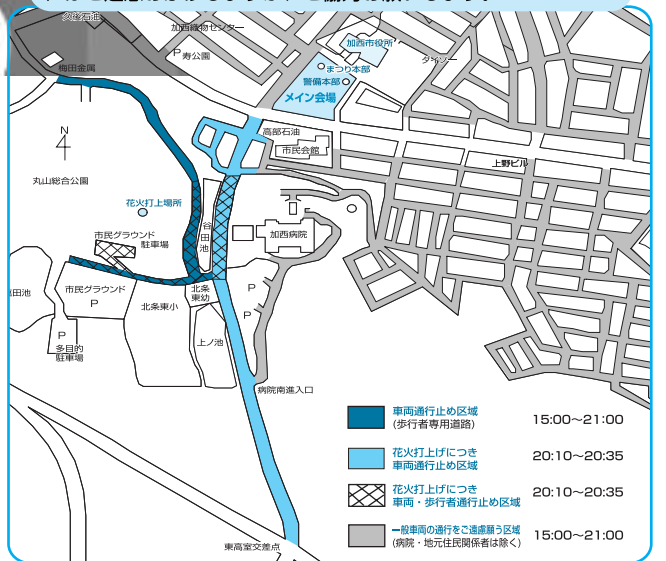 久保石油
加西織物センター
P
寿公園
加西市役所
まつり本部
警備本部
メイン会場
ダイソー
梅田金属
高部石油
市民会館
上野ビル
N
丸山総合公園
花火打上場所
谷田池
加西病院
市民グラウンド
駐車場
市民グラウンド
P
北条東小
北条
東幼
P
P
上ノ池
P
多目的
駐車場
病院南進入口
東高室交差点
車両通行止め区域
(歩行者専用道路)
15:00～21:00
花火打上げにつき
車両通行止め区域
20:10～20:35
花火打上げにつき
車両・歩行者通行止め区域
20:10～20:35
一般車両の通行をご遠慮願う区域
(病院・地元住民関係者は除く)
15:00～21:00